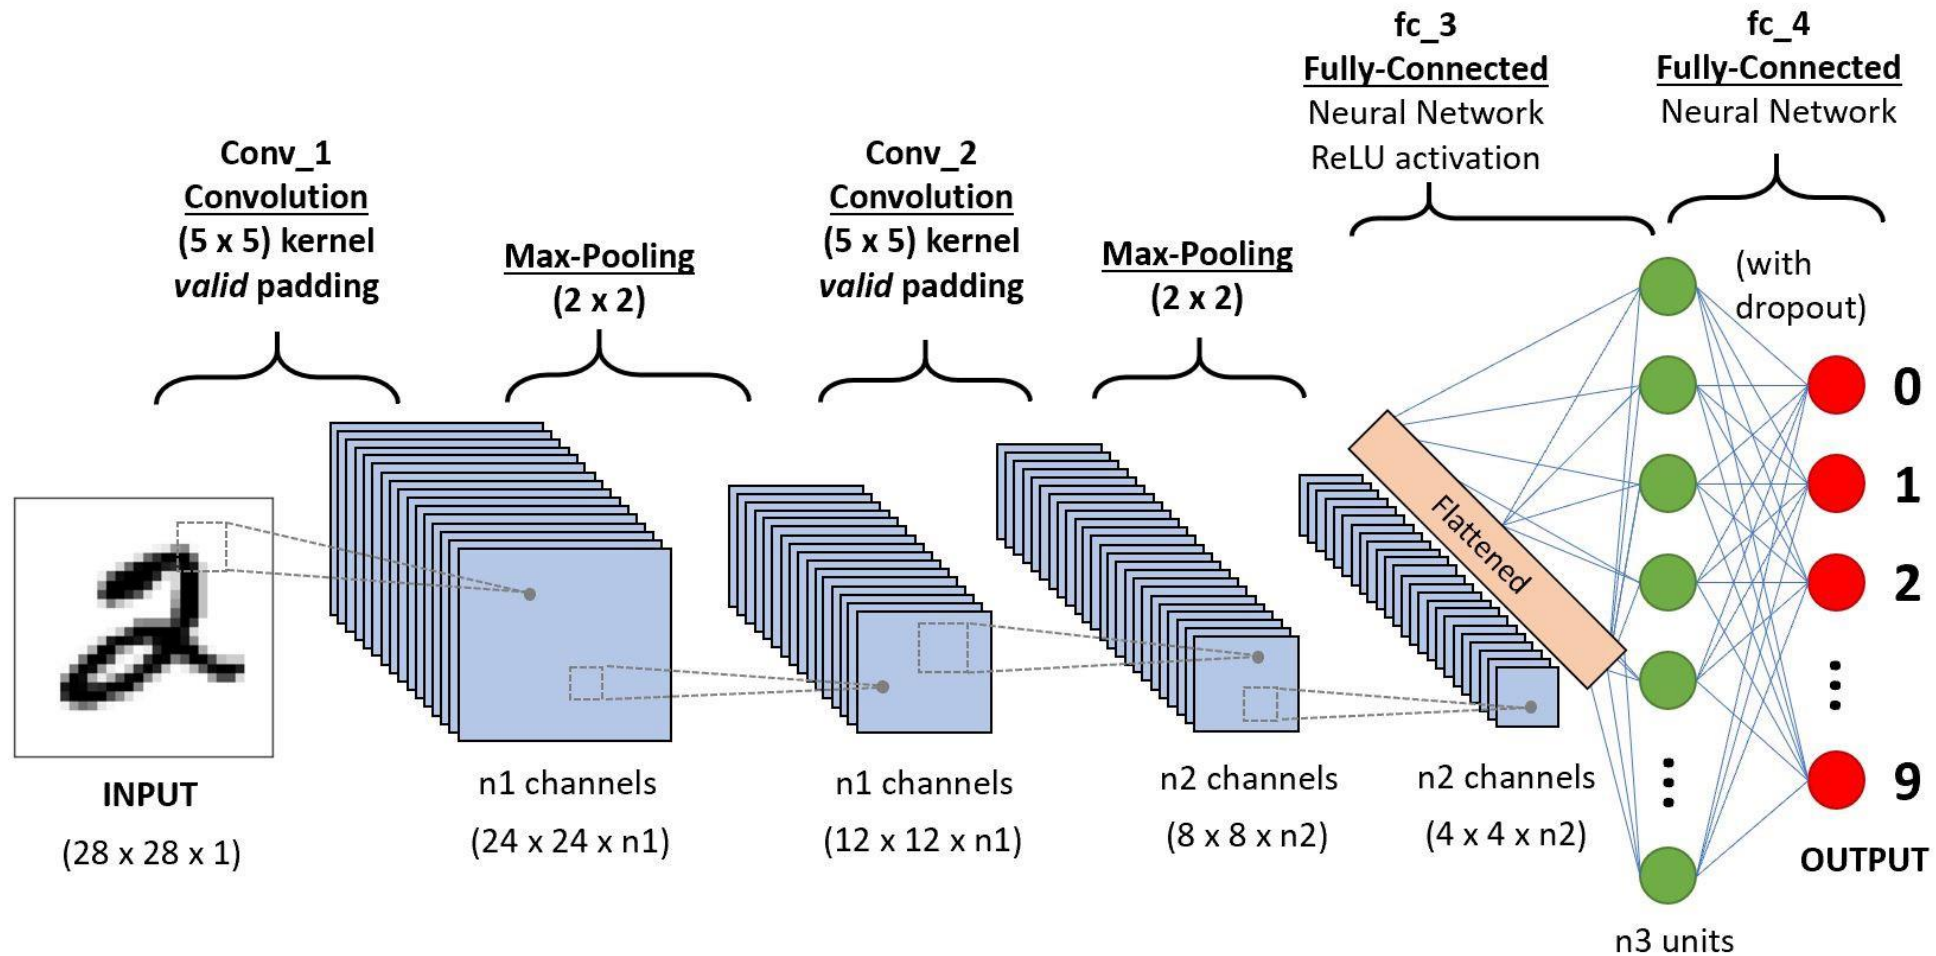 Conv_1
Convolution
(5 x 5) kernel
valid padding
Max-Pooling
(2 x 2)
Conv_2
Convolution
(5 x 5) kernel
valid padding
Max-Pooling
(2 x 2)
fc_3
Fully-Connected
Neural Network
ReLU activation
fc_4
Fully-Connected
Neural Network
(with
dropout)
Flattened
0
1
2
⋮
9
OUTPUT
2
INPUT
(28 x 28 x 1)
n1 channels
(24 x 24 x n1)
n1 channels
(12 x 12 x n1)
n2 channels
(8 x 8 x n2)
n2 channels
(4 x 4 x n2)
⋮
n3 units